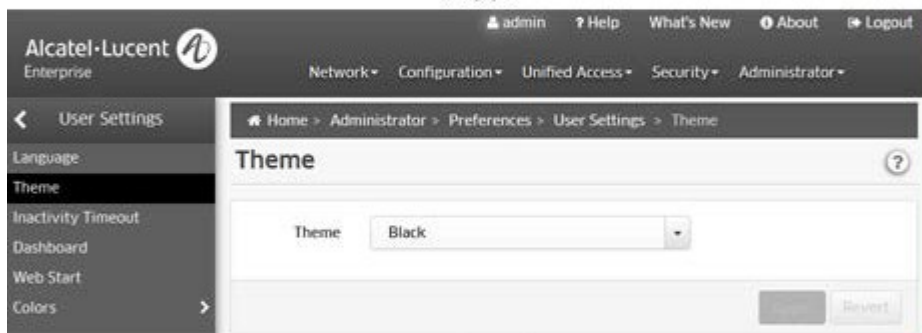 admin ? Help What's New About Logout
Alcatel·Lucent
Enterprise
Network Configuration Unified Access Security Administrator
User Settings
Home > Administrator > Preferences > User Settings > Theme
Language
Theme
Inactivity Timeout
Dashboard
Web Start
Colors
Theme
?
Theme Black
Revert